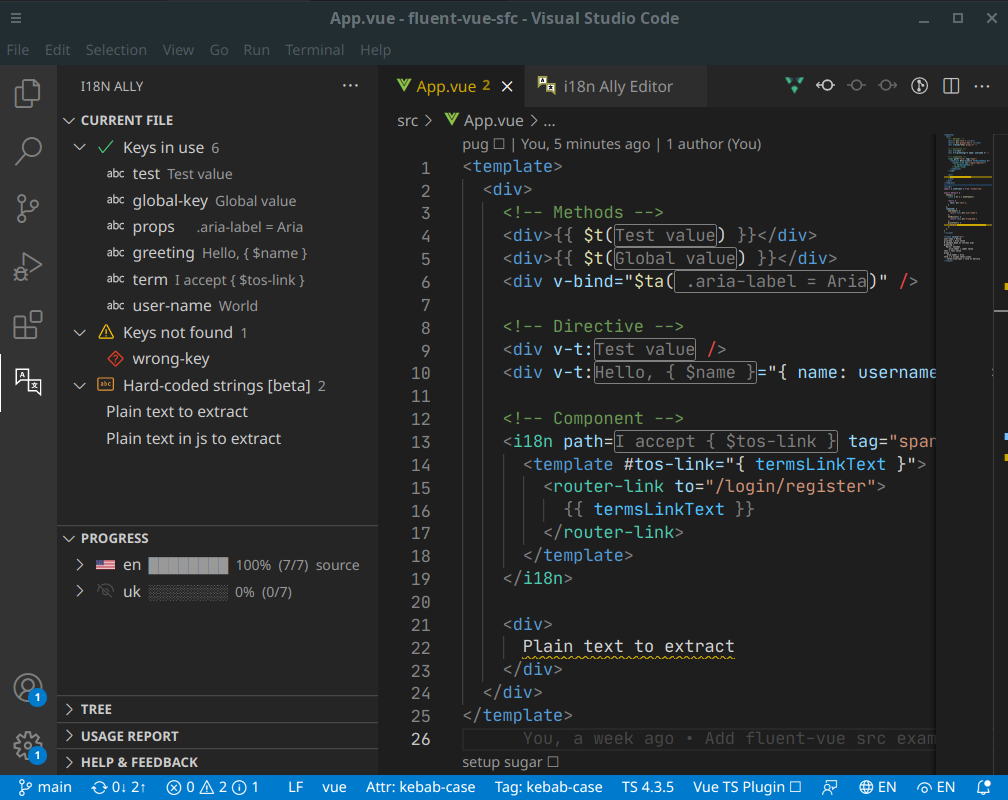 App.vue - fluent-vue-sfc - Visual Studio Code
File Edit Selection View Go Run Terminal Help
I18N ALLY
CURRENT FILE
Keys in use 6
abc test Test value
abc global-key Global value
abc props .aria-label = Aria
abc greeting Hello, { $name }
abc term I accept { $tos-link }
abc user-name World
Keys not found 1
wrong-key
abc Hard-coded strings [beta] 2
Plain text to extract
Plain text in js to extract
PROGRESS
en 100% (7/7) source
uk 0% (0/7)
TREE
USAGE REPORT
HELP & FEEDBACK
1
1
App.vue 2
i18n Ally Editor
src > App.vue > ...
pug ☐ | You, 5 minutes ago | 1 author (You)
1 <template>
2 <div>
3 <!-- Methods -->
4 <div>{{ $t(Test value) }}</div>
5 <div>{{ $t(Global value) }}</div>
6 <div v-bind="$ta( .aria-label = Aria)" />
7
8 <!-- Directive -->
9 <div v-t:Test value />
10 <div v-t:Hello, { $name }="{ name: username
11
12 <!-- Component -->
13 <i18n path=I accept { $tos-link } tag="spar
14 <template #tos-link="{ termsLinkText }">
15 <router-link to="/login/register">
16 {{ termsLinkText }}
17 </router-link>
18 </template>
19 </i18n>
20
21 <div>
22 Plain text to extract
23 </div>
24 </div>
25 </template>
26 You, a week ago • Add fluent-vue src exam
setup sugar ☐
main 0↓ 2↑ 0 2 1 LF vue Attr: kebab-case Tag: kebab-case TS 4.3.5 Vue TS Plugin ☐ EN EN